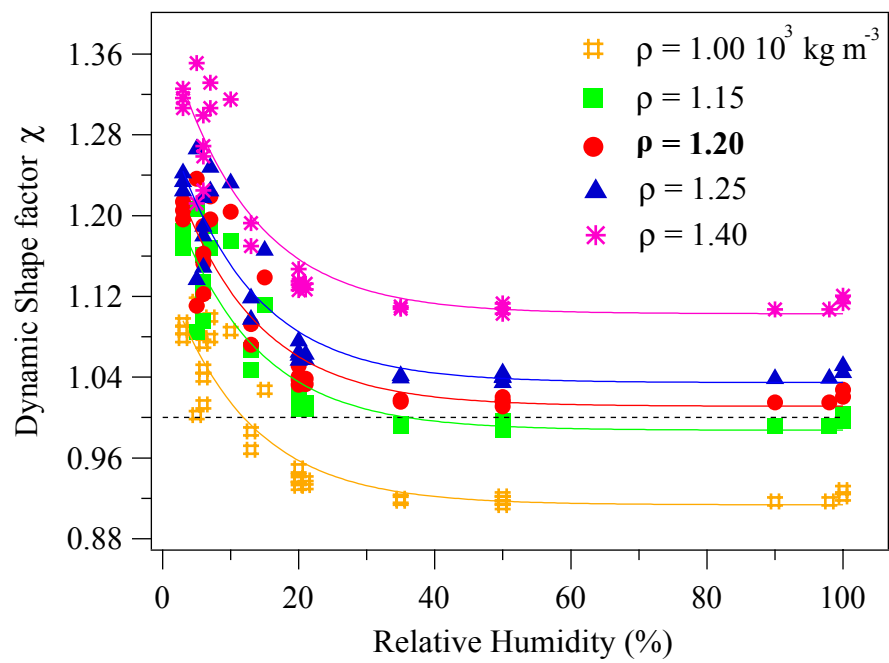 Dynamic Shape factor χ
1.36
1.28
1.20
1.12
1.04
0.96
0.88
ρ = 1.00 10³ kg m⁻³
ρ = 1.15
ρ = 1.20
ρ = 1.25
ρ = 1.40
0 20 40 60 80 100
Relative Humidity (%)